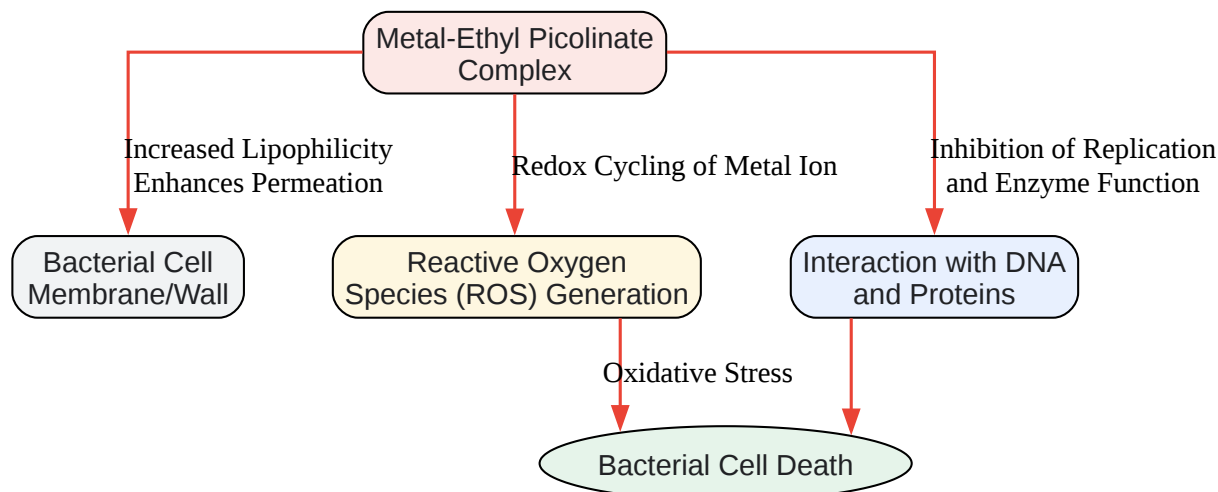 Metal-Ethyl Picolinate
Complex
Increased Lipophilicity
Enhances Permeation
Redox Cycling of Metal Ion
Inhibition of Replication
and Enzyme Function
Bacterial Cell
Membrane/Wall
Reactive Oxygen
Species (ROS) Generation
Interaction with DNA
and Proteins
Oxidative Stress
Bacterial Cell Death